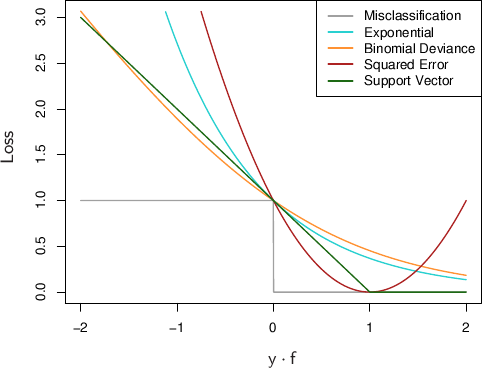 Misclassification
Exponential
Binomial Deviance
Squared Error
Support Vector
Loss
3.0
2.5
2.0
1.5
1.0
0.5
0.0
−2 −1 0 1 2
y · f